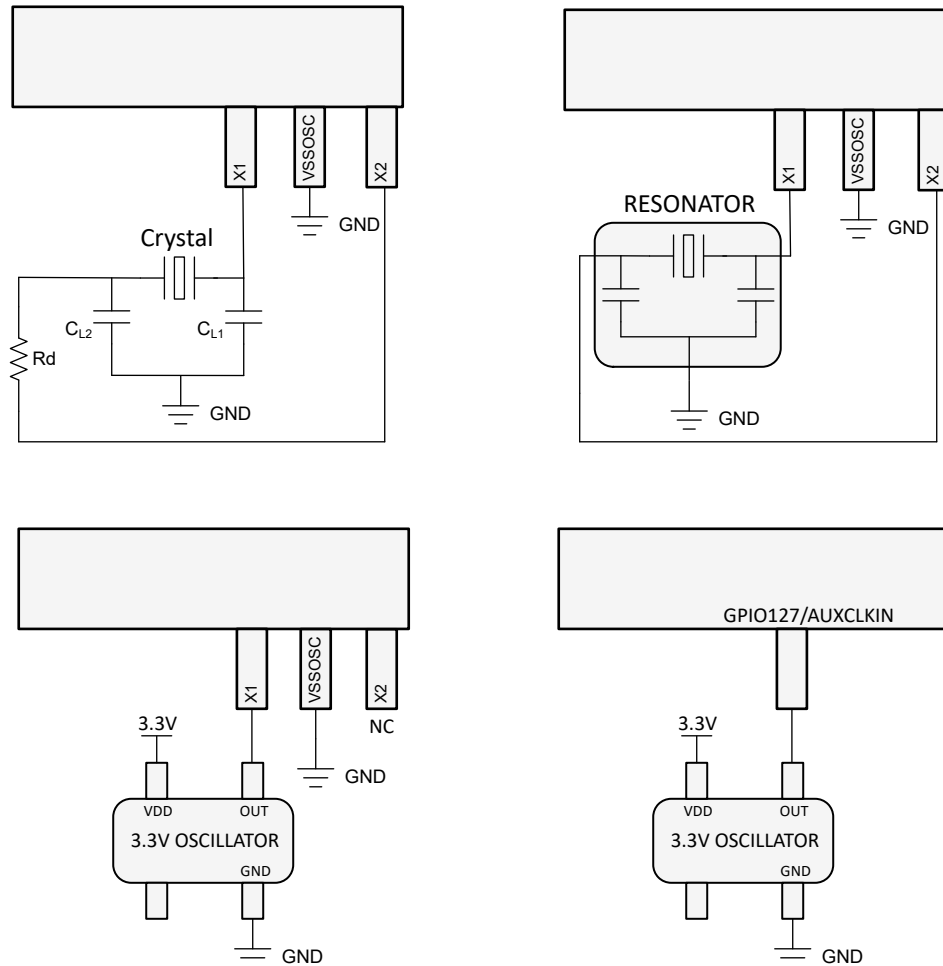 X1
VSSOSC
X2
GND
Crystal
CL2
CL1
Rd
GND
X1
VSSOSC
X2
GND
RESONATOR
GND
X1
VSSOSC
X2
NC
3.3V
GND
VDD
OUT
3.3V OSCILLATOR
GND
GND
GPIO127/AUXCLKIN
3.3V
VDD
OUT
3.3V OSCILLATOR
GND
GND